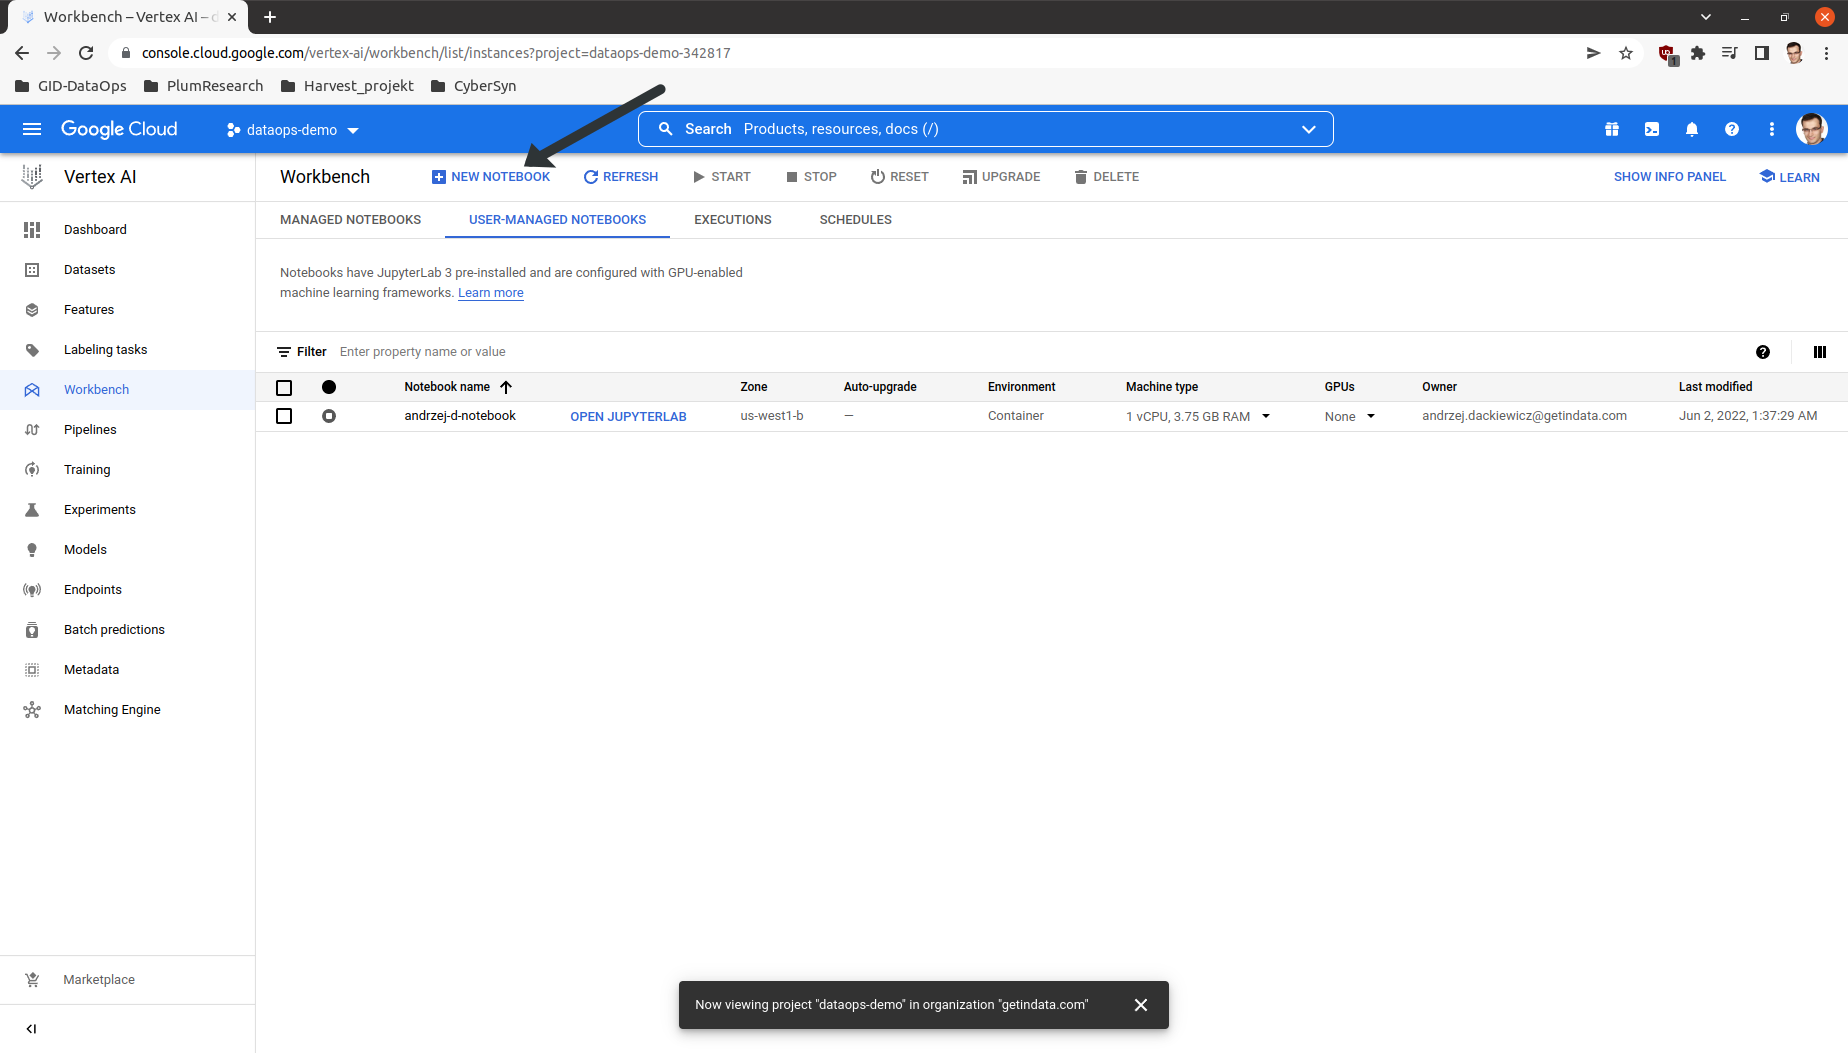 Workbench – Vertex AI – d
console.cloud.google.com/vertex-ai/workbench/list/instances?project=dataops-demo-342817
1
GID-DataOps PlumResearch Harvest_projekt CyberSyn
Google Cloud dataops-demo Search Products, resources, docs (/)
Vertex AI
Workbench NEW NOTEBOOK REFRESH START STOP RESET UPGRADE DELETE SHOW INFO PANEL LEARN
MANAGED NOTEBOOKS USER-MANAGED NOTEBOOKS EXECUTIONS SCHEDULES
Dashboard
Datasets
Features
Labeling tasks
Workbench
Pipelines
Training
Experiments
Models
Endpoints
Batch predictions
Metadata
Matching Engine
Marketplace
Notebooks have JupyterLab 3 pre-installed and are configured with GPU-enabled
machine learning frameworks. Learn more
Filter Enter property name or value
Notebook name Zone Auto-upgrade Environment Machine type GPUs Owner Last modified
andrzej-d-notebook OPEN JUPYTERLAB us-west1-b — Container 1 vCPU, 3.75 GB RAM None andrzej.dackiewicz@getindata.com Jun 2, 2022, 1:37:29 AM
Now viewing project "dataops-demo" in organization "getindata.com"